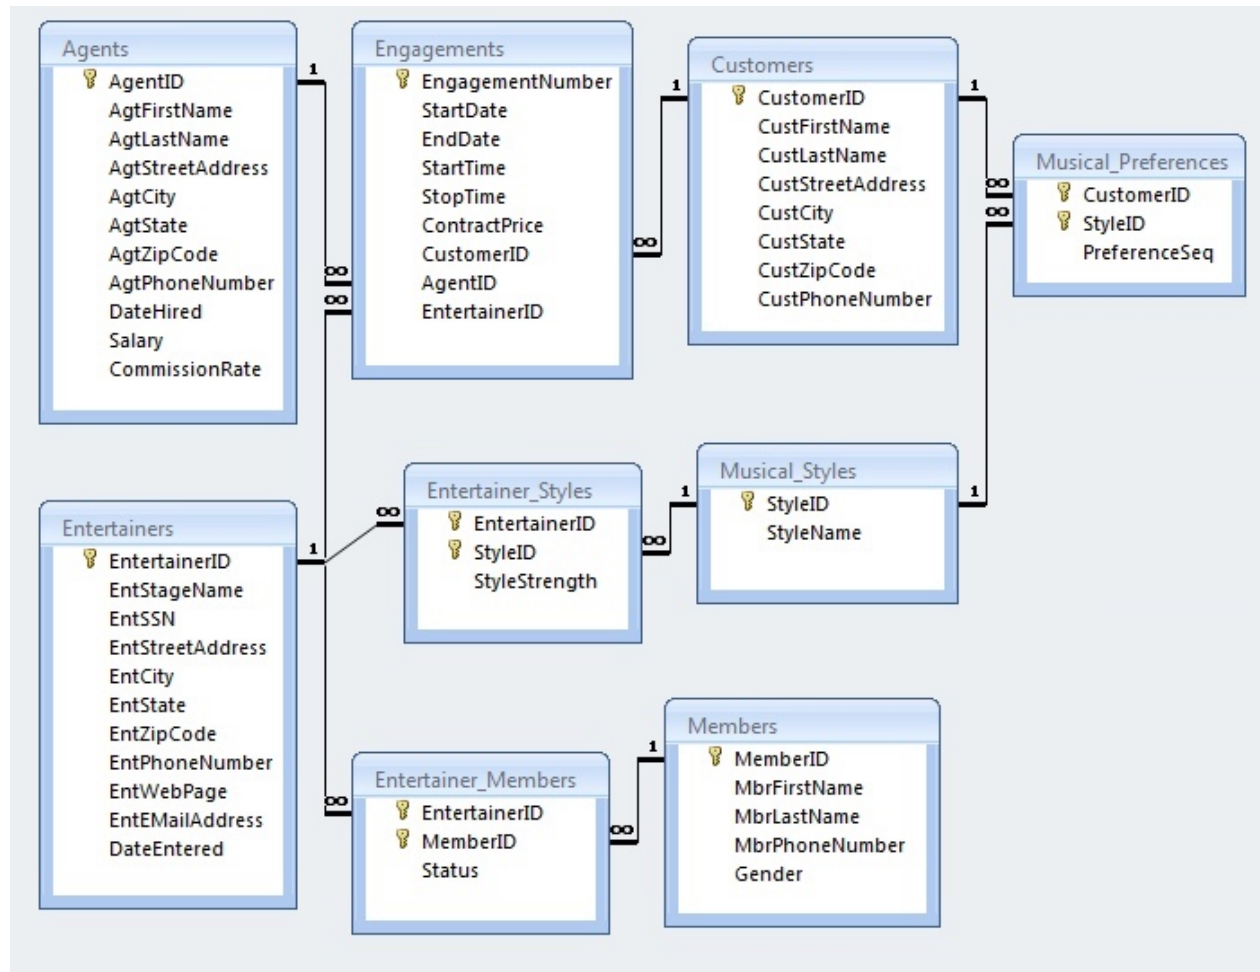 Agents
AgentID
AgtFirstName
AgtLastName
AgtStreetAddress
AgtCity
AgtState
AgtZipCode
AgtPhoneNumber
DateHired
Salary
CommissionRate
1
∞
Engagements
EngagementNumber
StartDate
EndDate
StartTime
StopTime
ContractPrice
CustomerID
AgentID
EntertainerID
∞
∞
1
Customers
CustomerID
CustFirstName
CustLastName
CustStreetAddress
CustCity
CustState
CustZipCode
CustPhoneNumber
1
∞
∞
Musical_Preferences
CustomerID
StyleID
PreferenceSeq
Entertainers
EntertainerID
EntStageName
EntSSN
EntStreetAddress
EntCity
EntState
EntZipCode
EntPhoneNumber
EntWebPage
EntEMailAddress
DateEntered
1
∞
Entertainer_Styles
EntertainerID
StyleID
StyleStrength
∞
1
Musical_Styles
StyleID
StyleName
1
∞
Entertainer_Members
EntertainerID
MemberID
Status
∞
1
Members
MemberID
MbrFirstName
MbrLastName
MbrPhoneNumber
Gender